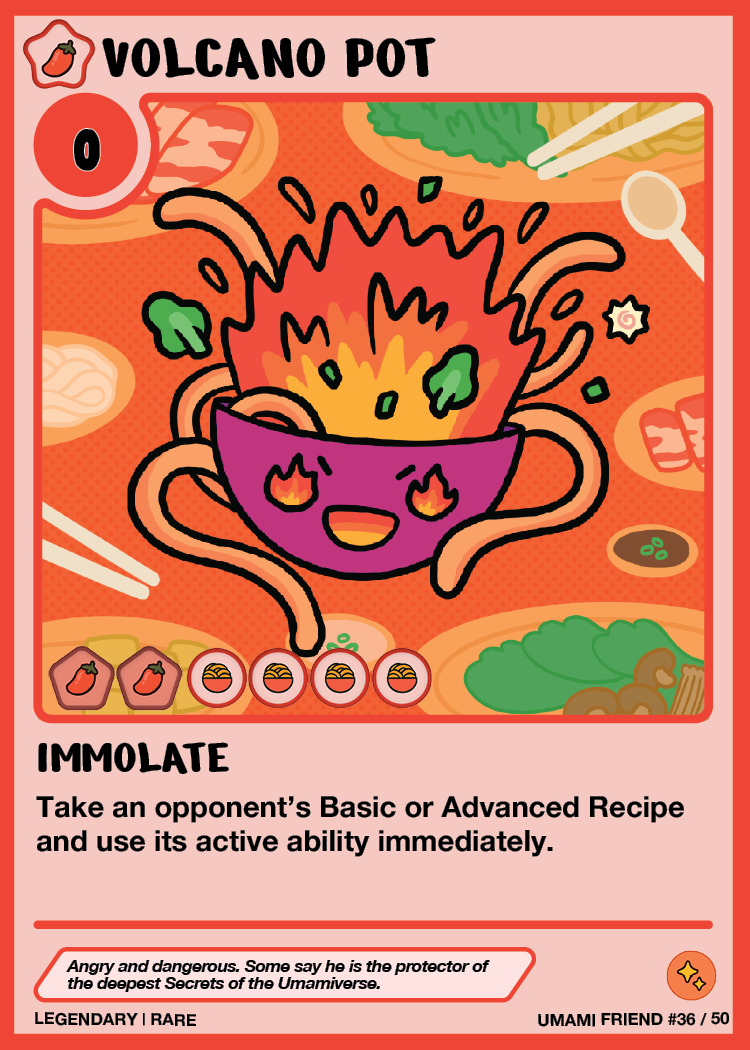 VOLCANO POT
0
IMMOLATE
Take an opponent's Basic or Advanced Recipe
and use its active ability immediately.
Angry and dangerous. Some say he is the protector of
the deepest Secrets of the Umamiverse.
LEGENDARY | RARE
UMAMI FRIEND #36 / 50